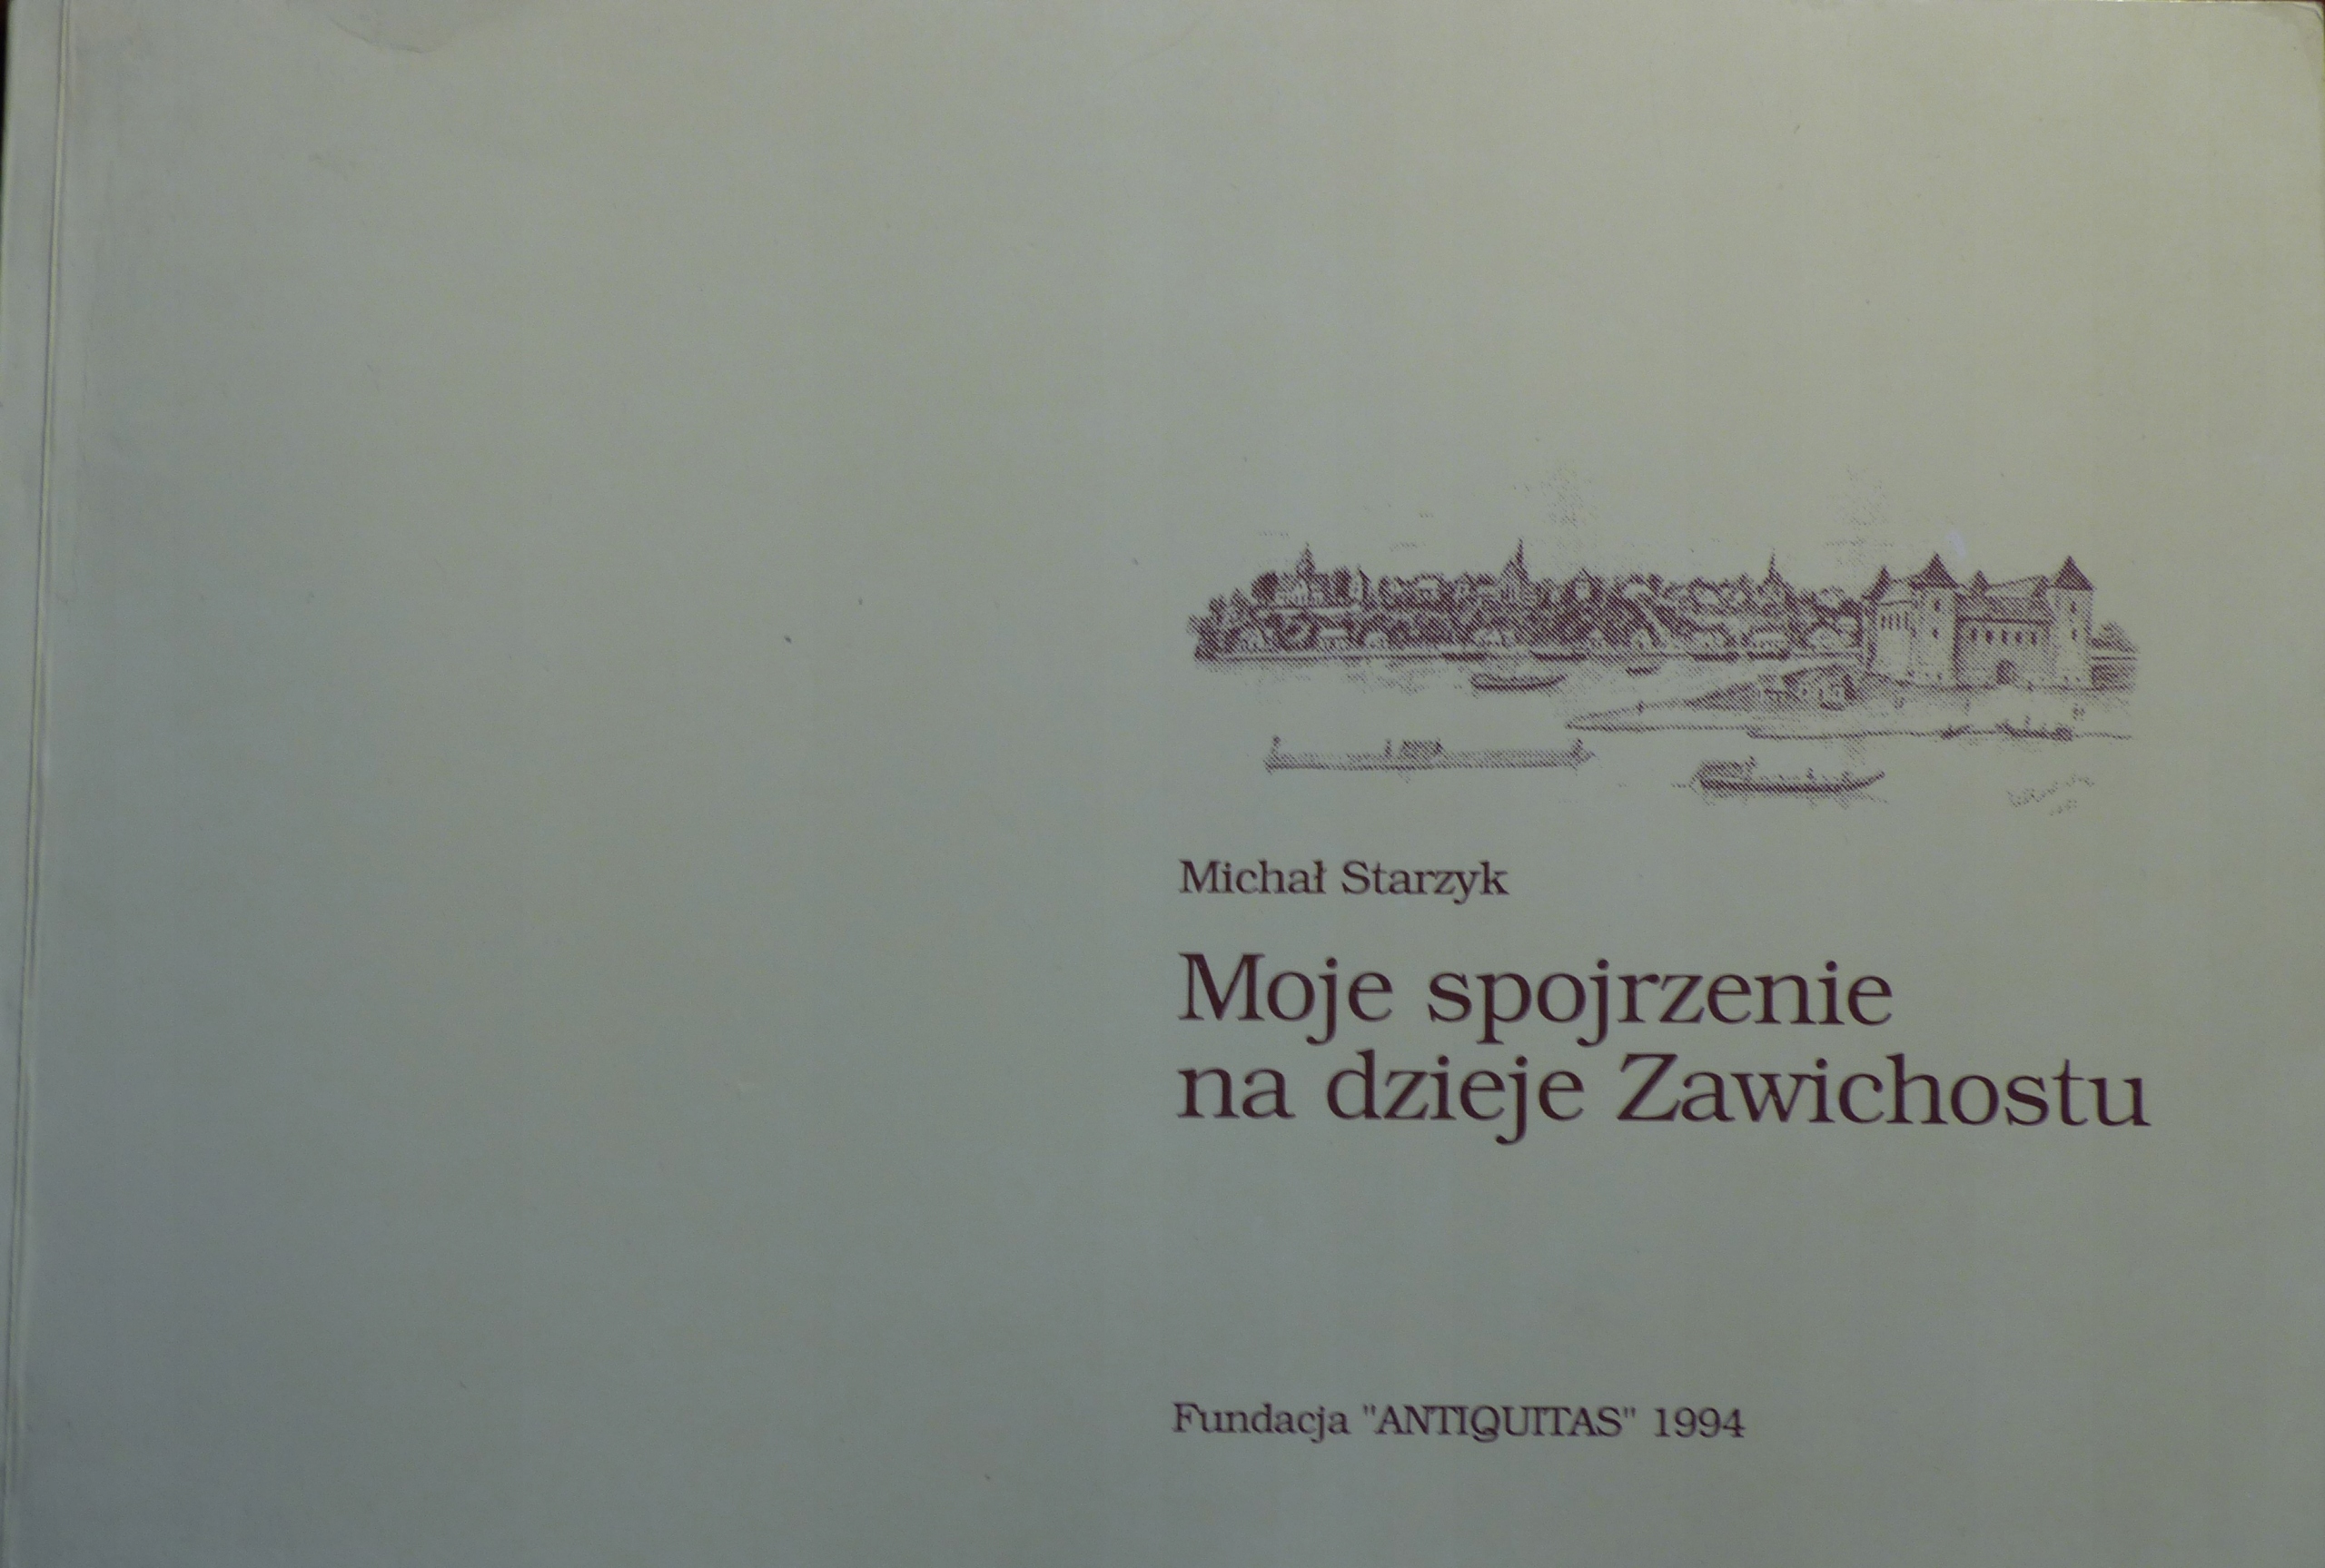 Michał Starzyk
Moje spojrzenie
na dzieje Zawichostu
Fundacja "ANTIQUITAS" 1994